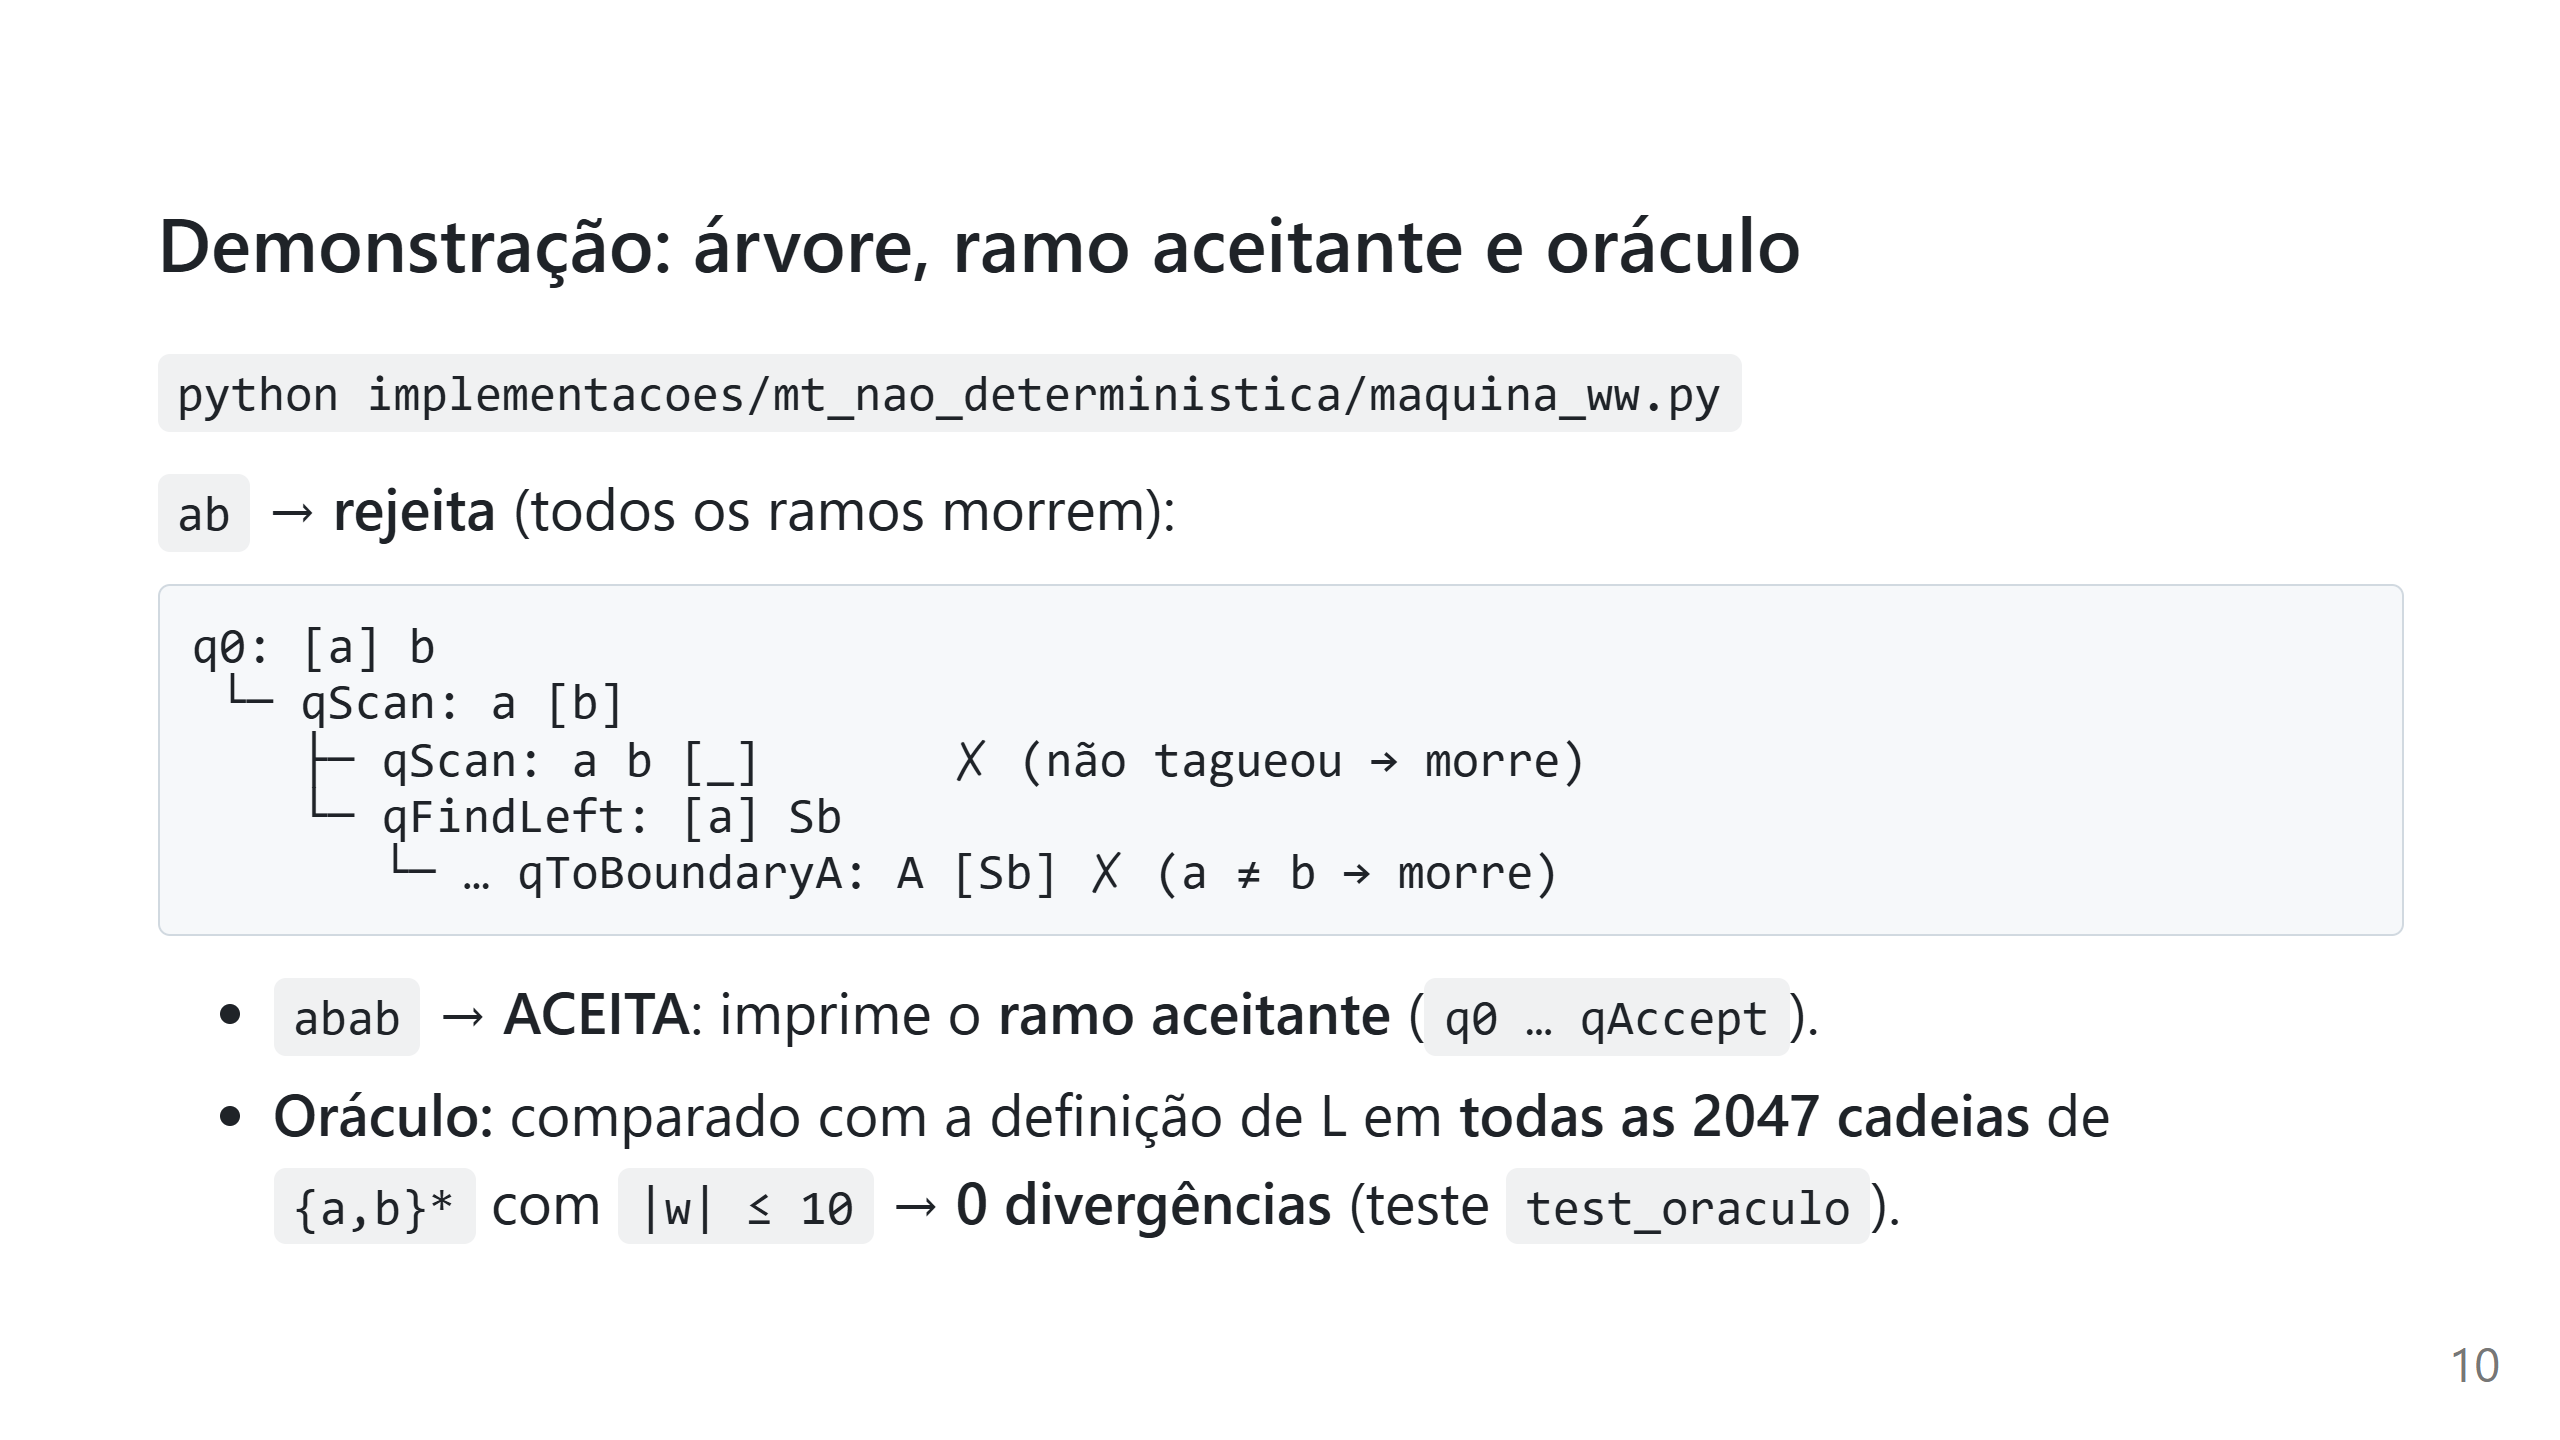 Demonstração: árvore, ramo aceitante e oráculo
python implementacoes/mt_nao_deterministica/maquina_ww.py
ab → rejeita (todos os ramos morrem):
q0: [a] b
└─ qScan: a [b]
├─ qScan: a b [_] ✗ (não tagueou → morre)
└─ qFindLeft: [a] Sb
└─ … qToBoundaryA: A [Sb] ✗ (a ≠ b → morre)
• abab → ACEITA: imprime o ramo aceitante (q0 … qAccept).
• Oráculo: comparado com a definição de L em todas as 2047 cadeias de
{a,b}* com |w| ≤ 10 → 0 divergências (teste test_oraculo).
10